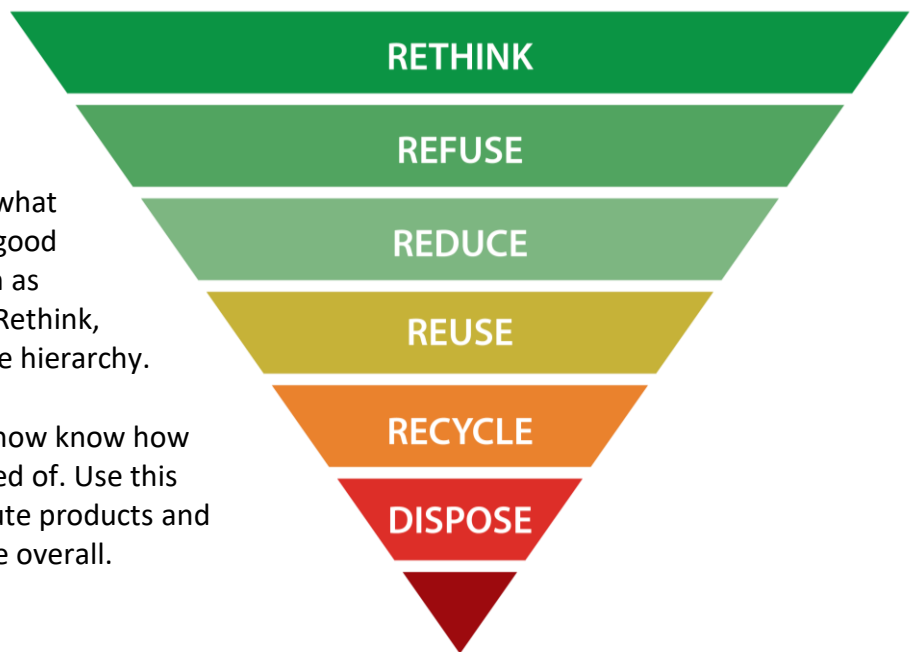 RETHINK
REFUSE
REDUCE
REUSE
RECYCLE
DISPOSE
what
good
as
Rethink,
hierarchy.
now know how
ed of. Use this
products and
e overall.